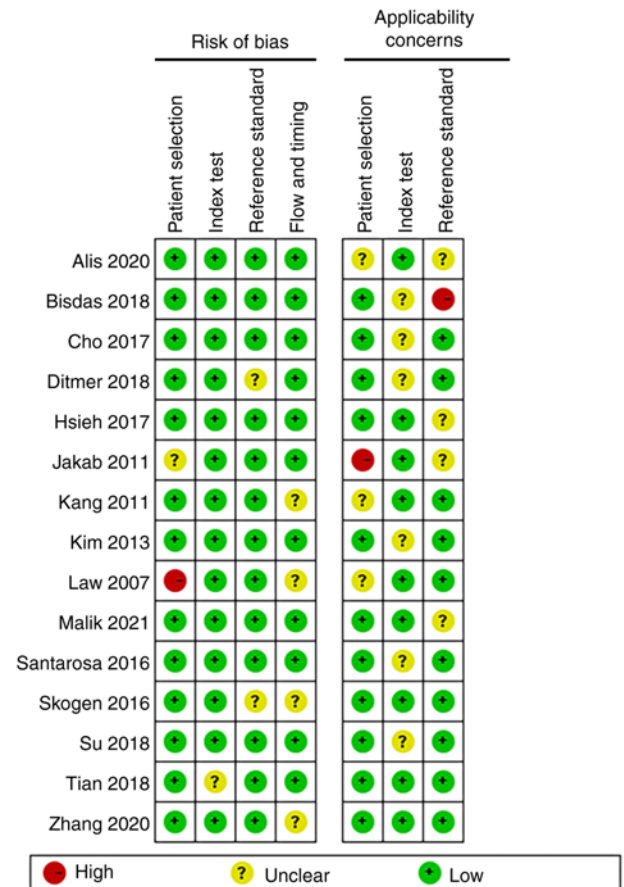 Risk of bias
Applicability
concerns
Patient selection
Index test
Reference standard
Flow and timing
Patient selection
Index test
Reference standard
Alis 2020 + + + + ? + ?
Bisdas 2018 + + + + + ? -
Cho 2017 + + + + + ? +
Ditmer 2018 + + ? + + ? +
Hsieh 2017 + + + + + + ?
Jakab 2011 ? + + + - + ?
Kang 2011 + + + ? ? + +
Kim 2013 + + + + + ? +
Law 2007 - + + ? ? + +
Malik 2021 + + + + + + ?
Santarosa 2016 + + + + + ? +
Skogen 2016 + + ? ? + + +
Su 2018 + + + + + ? +
Tian 2018 + ? + + + + +
Zhang 2020 + + + ? + + +
- High ? Unclear + Low